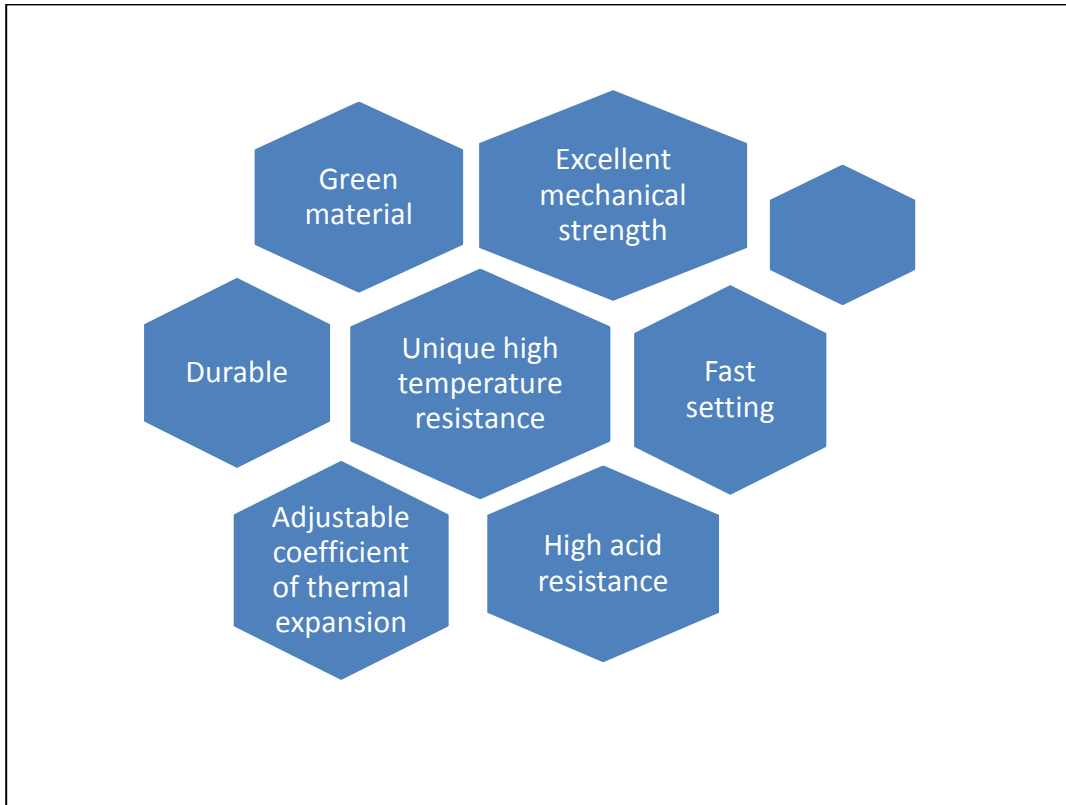 Green
material
Excellent
mechanical
strength
Durable
Unique high
temperature
resistance
Fast
setting
Adjustable
coefficient
of thermal
expansion
High acid
resistance